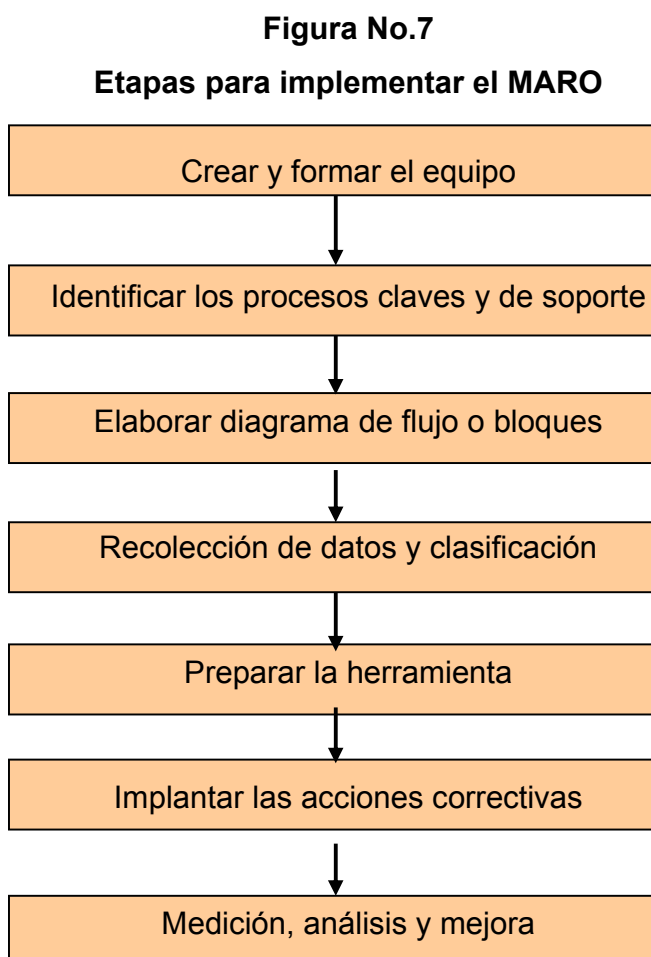 Figura No.7
Etapas para implementar el MARO
Crear y formar el equipo
Identificar los procesos claves y de soporte
Elaborar diagrama de flujo o bloques
Recolección de datos y clasificación
Preparar la herramienta
Implantar las acciones correctivas
Medición, análisis y mejora